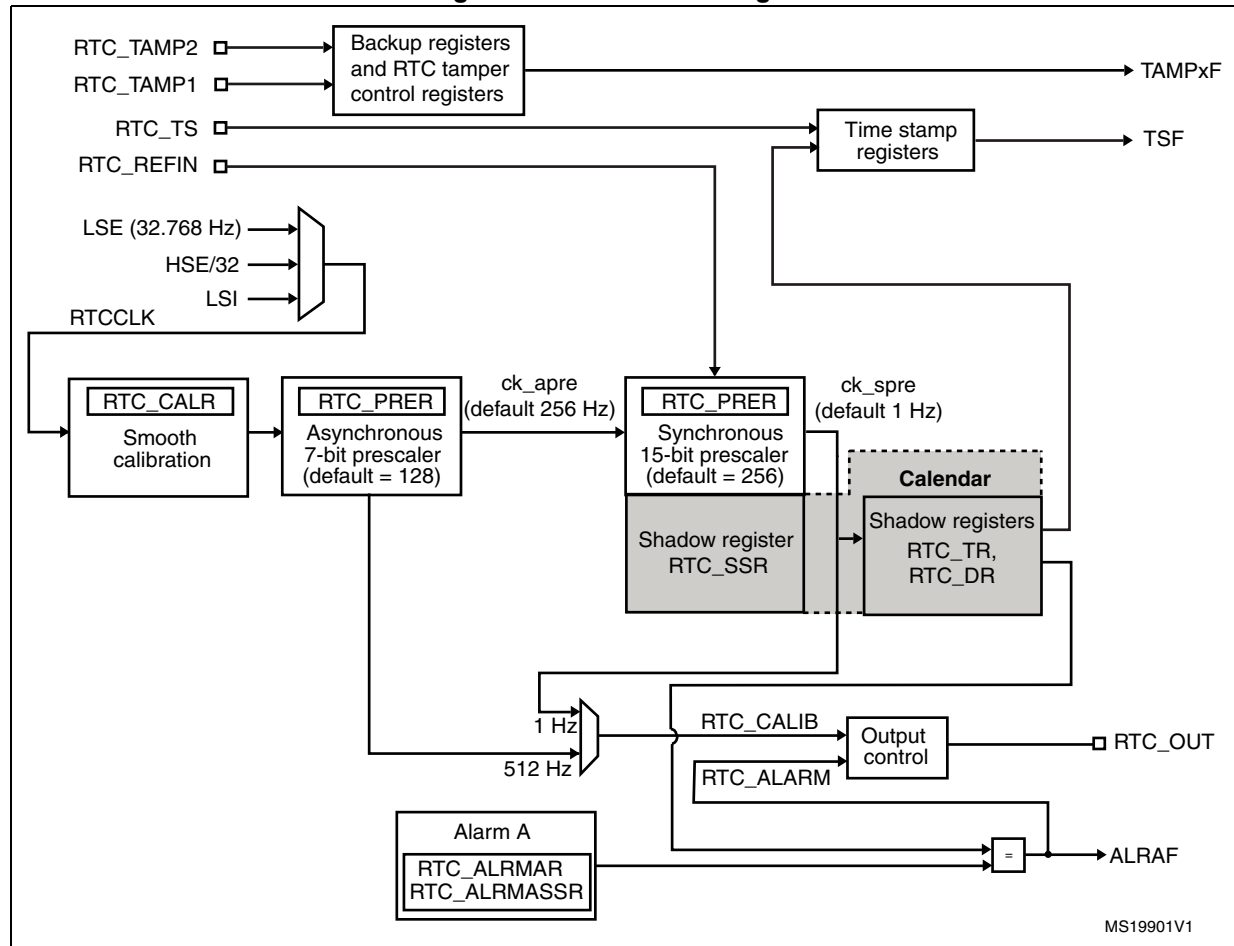 RTC_TAMP2
RTC_TAMP1
RTC_TS
RTC_REFIN
Backup registers
and RTC tamper
control registers
TAMPxF
Time stamp
registers
TSF
LSE (32.768 Hz)
HSE/32
LSI
RTCCLK
RTC_CALR
Smooth
calibration
RTC_PRER
Asynchronous
7-bit prescaler
(default = 128)
ck_apre
(default 256 Hz)
RTC_PRER
Synchronous
15-bit prescaler
(default = 256)
ck_spre
(default 1 Hz)
Calendar
Shadow register
RTC_SSR
Shadow registers
RTC_TR,
RTC_DR
1 Hz
512 Hz
RTC_CALIB
RTC_ALARM
Output
control
RTC_OUT
Alarm A
RTC_ALRMAR
RTC_ALRMASSR
=
ALRAF
MS19901V1